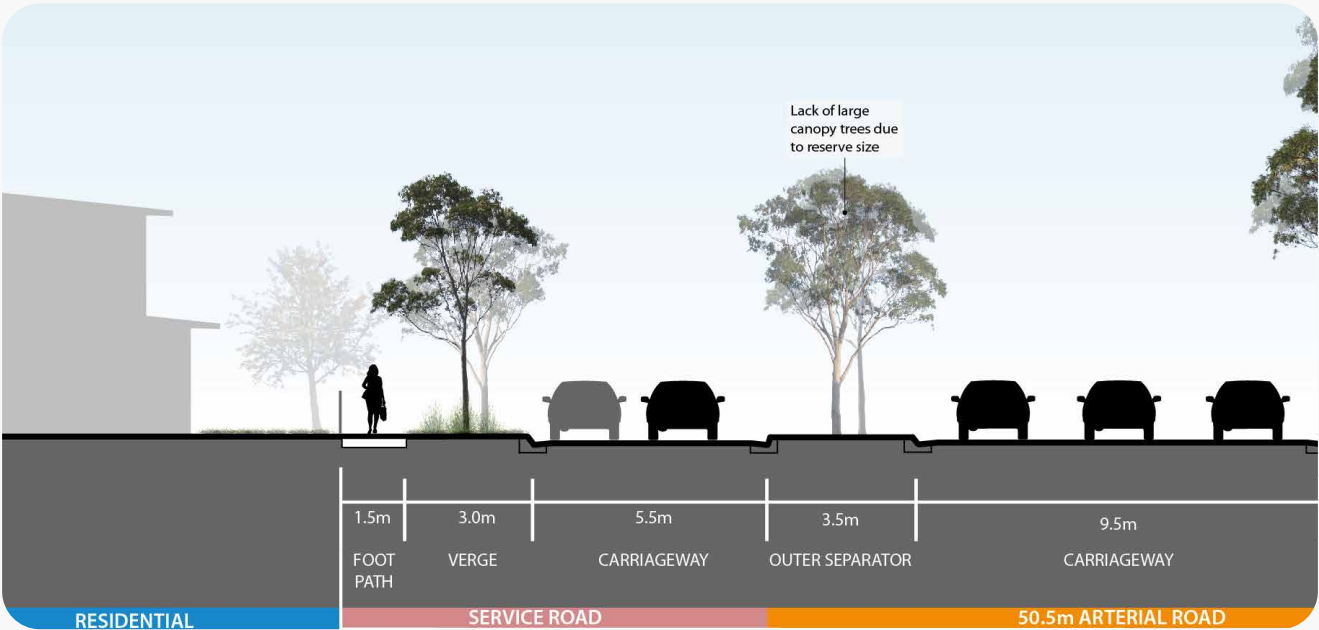 Lack of large
canopy trees due
to reserve size
1.5m
3.0m
5.5m
3.5m
9.5m
FOOT
PATH
VERGE
CARRIAGEWAY
OUTER SEPARATOR
CARRIAGEWAY
RESIDENTIAL
SERVICE ROAD
50.5m ARTERIAL ROAD